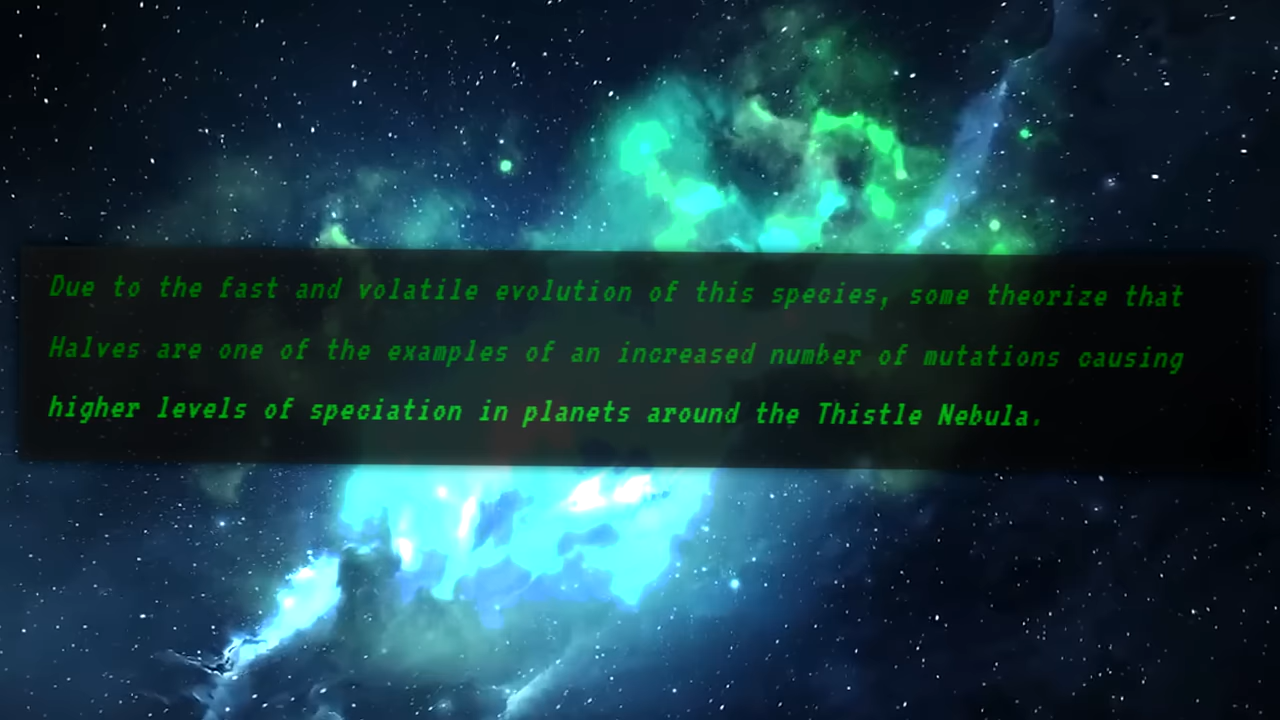 Due to the fast and volatile evolution of this species, some theorize that
Halves are one of the examples of an increased number of mutations causing
higher levels of speciation in planets around the Thistle Nebula.